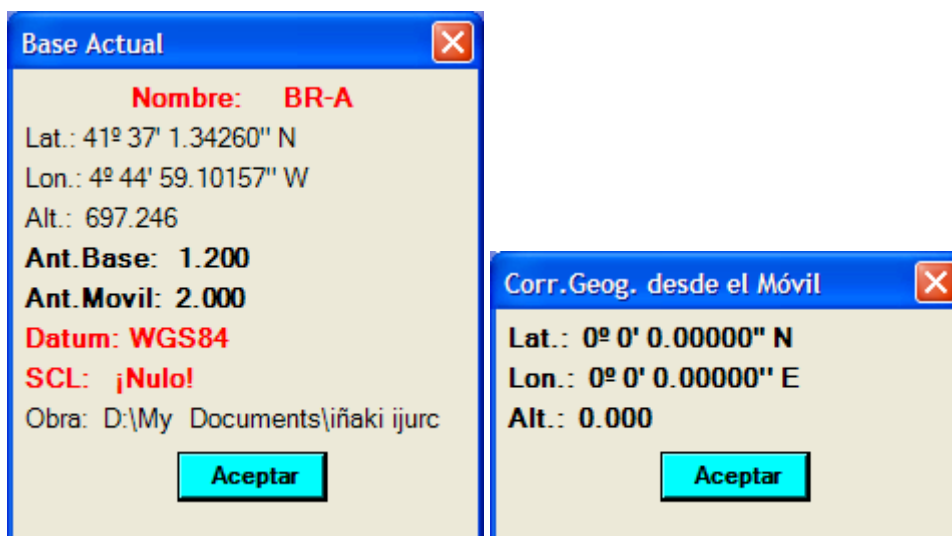 Base Actual
Nombre: BR-A
Lat.: 41º 37' 1.34260'' N
Lon.: 4º 44' 59.10157'' W
Alt.: 697.246
Ant.Base: 1.200
Ant.Movil: 2.000
Datum: WGS84
SCL: ¡Nulo!
Obra: D:\My Documents\iñaki ijurc
Aceptar
Corr.Geog. desde el Móvil
Lat.: 0º 0' 0.00000'' N
Lon.: 0º 0' 0.00000'' E
Alt.: 0.000
Aceptar